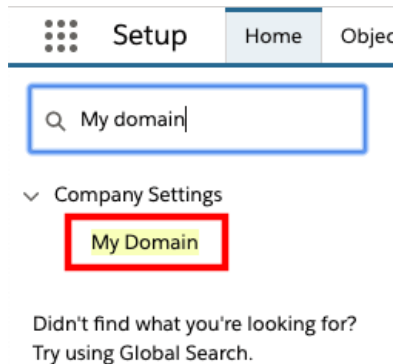 Setup Home Objec
My domain
Company Settings
My Domain
Didn't find what you're looking for?
Try using Global Search.